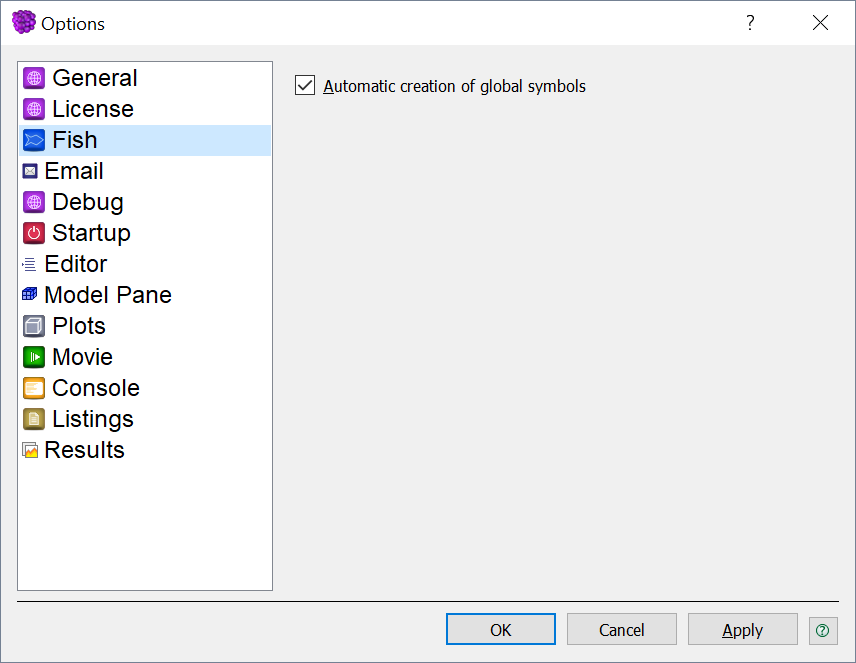 Options
?
General
License
Fish
Email
Debug
Startup
Editor
Model Pane
Plots
Movie
Console
Listings
Results
Automatic creation of global symbols
OK
Cancel
Apply
?